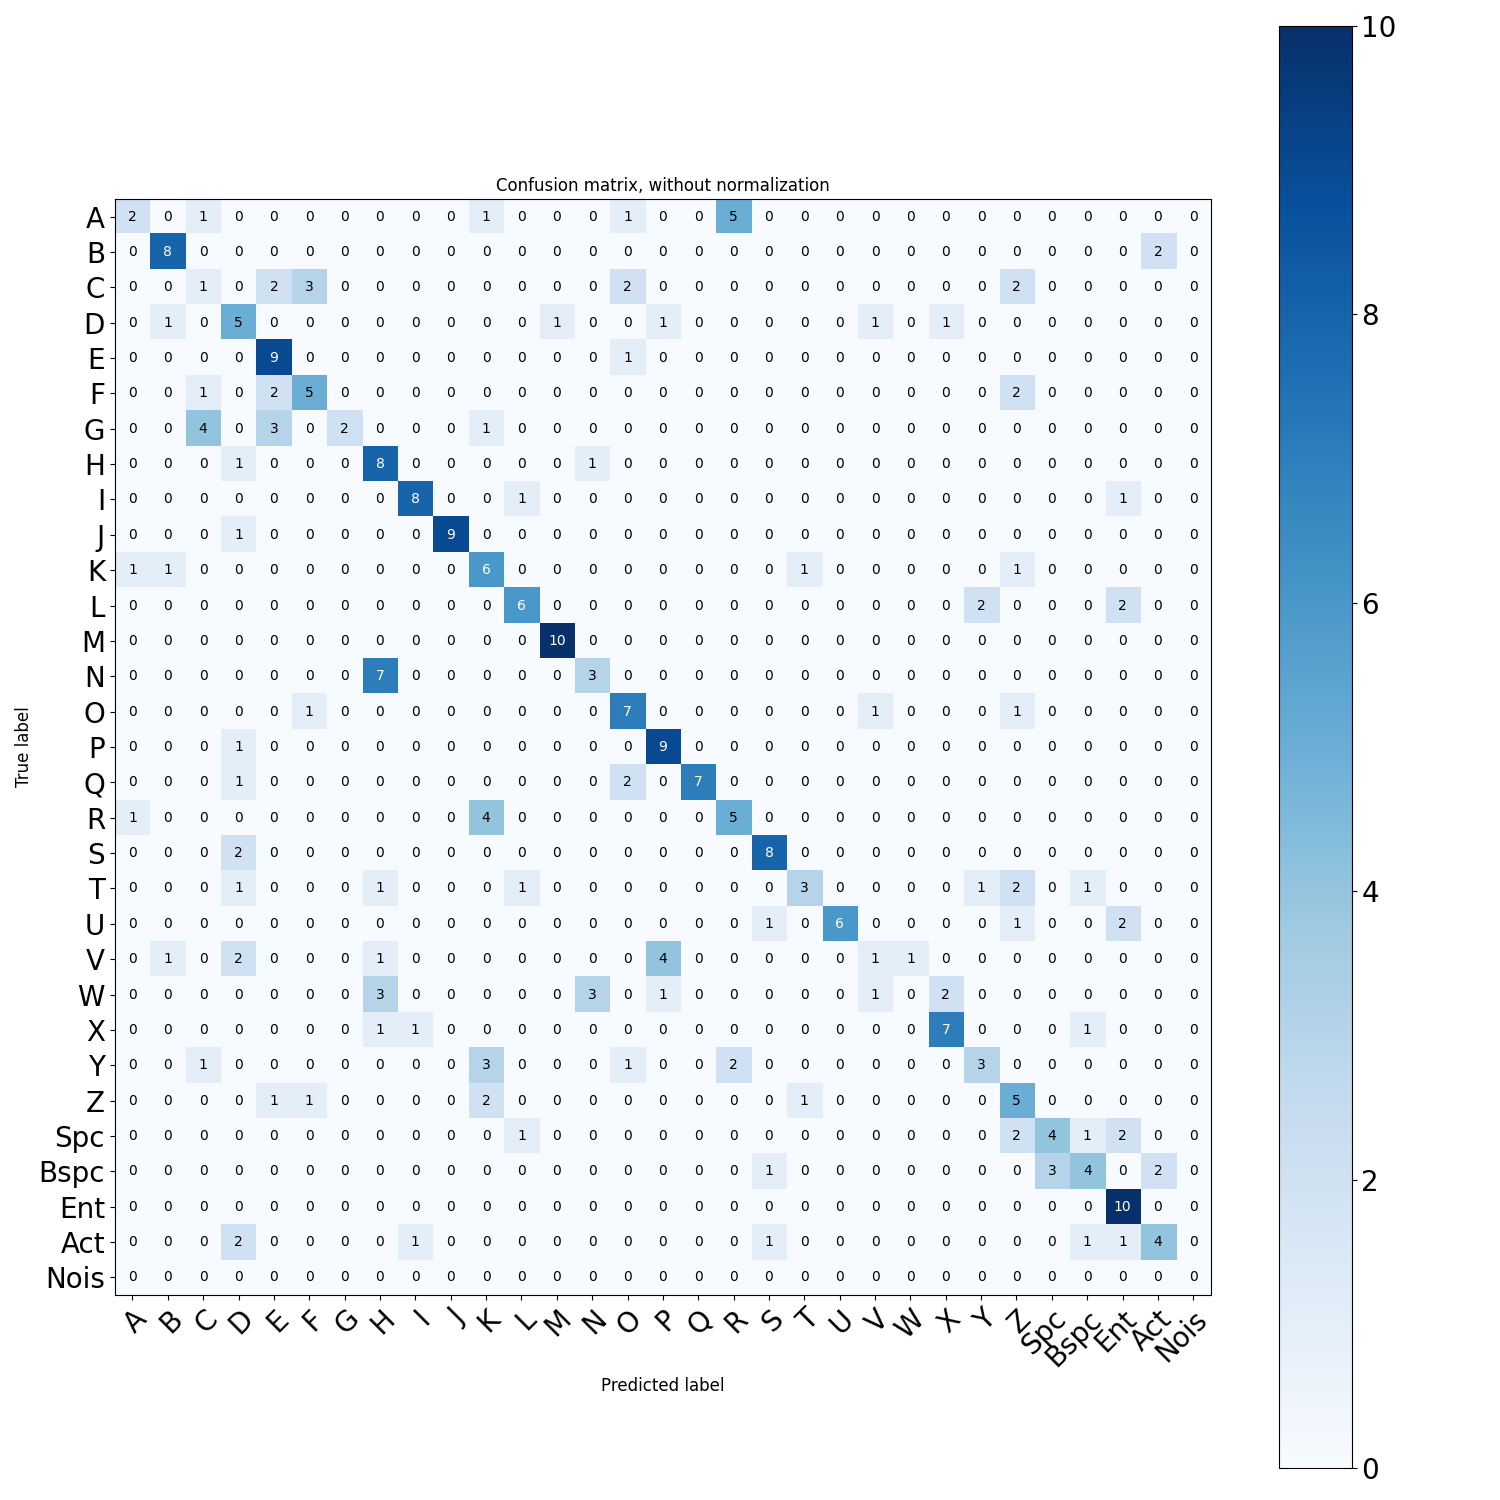 Confusion matrix, without normalization
A 2 0 1 0 0 0 0 0 0 0 1 0 0 0 1 0 0 5 0 0 0 0 0 0 0 0 0 0 0 0 0
B 0 8 0 0 0 0 0 0 0 0 0 0 0 0 0 0 0 0 0 0 0 0 0 0 0 0 0 0 0 2 0
C 0 0 1 0 2 3 0 0 0 0 0 0 0 0 2 0 0 0 0 0 0 0 0 0 0 2 0 0 0 0 0
D 0 1 0 5 0 0 0 0 0 0 0 0 1 0 0 1 0 0 0 0 0 1 0 1 0 0 0 0 0 0 0
E 0 0 0 0 9 0 0 0 0 0 0 0 0 0 1 0 0 0 0 0 0 0 0 0 0 0 0 0 0 0 0
F 0 0 1 0 2 5 0 0 0 0 0 0 0 0 0 0 0 0 0 0 0 0 0 0 0 2 0 0 0 0 0
G 0 0 4 0 3 0 2 0 0 0 1 0 0 0 0 0 0 0 0 0 0 0 0 0 0 0 0 0 0 0 0
H 0 0 0 1 0 0 0 8 0 0 0 0 0 1 0 0 0 0 0 0 0 0 0 0 0 0 0 0 0 0 0
I 0 0 0 0 0 0 0 0 8 0 0 1 0 0 0 0 0 0 0 0 0 0 0 0 0 0 0 0 1 0 0
J 0 0 0 1 0 0 0 0 0 9 0 0 0 0 0 0 0 0 0 0 0 0 0 0 0 0 0 0 0 0 0
K 1 1 0 0 0 0 0 0 0 0 6 0 0 0 0 0 0 0 0 1 0 0 0 0 0 1 0 0 0 0 0
L 0 0 0 0 0 0 0 0 0 0 0 6 0 0 0 0 0 0 0 0 0 0 0 0 2 0 0 0 2 0 0
M 0 0 0 0 0 0 0 0 0 0 0 0 10 0 0 0 0 0 0 0 0 0 0 0 0 0 0 0 0 0 0
N 0 0 0 0 0 0 0 7 0 0 0 0 0 3 0 0 0 0 0 0 0 0 0 0 0 0 0 0 0 0 0
O 0 0 0 0 0 1 0 0 0 0 0 0 0 0 7 0 0 0 0 0 0 1 0 0 0 1 0 0 0 0 0
P 0 0 0 1 0 0 0 0 0 0 0 0 0 0 0 9 0 0 0 0 0 0 0 0 0 0 0 0 0 0 0
Q 0 0 0 1 0 0 0 0 0 0 0 0 0 0 2 0 7 0 0 0 0 0 0 0 0 0 0 0 0 0 0
R 1 0 0 0 0 0 0 0 0 0 4 0 0 0 0 0 0 5 0 0 0 0 0 0 0 0 0 0 0 0 0
S 0 0 0 2 0 0 0 0 0 0 0 0 0 0 0 0 0 0 8 0 0 0 0 0 0 0 0 0 0 0 0
T 0 0 0 1 0 0 0 1 0 0 0 1 0 0 0 0 0 0 0 3 0 0 0 0 1 2 0 1 0 0 0
U 0 0 0 0 0 0 0 0 0 0 0 0 0 0 0 0 0 0 1 0 6 0 0 0 0 1 0 0 2 0 0
V 0 1 0 2 0 0 0 1 0 0 0 0 0 0 0 4 0 0 0 0 0 1 1 0 0 0 0 0 0 0 0
W 0 0 0 0 0 0 0 3 0 0 0 0 0 3 0 1 0 0 0 0 0 1 0 2 0 0 0 0 0 0 0
X 0 0 0 0 0 0 0 1 1 0 0 0 0 0 0 0 0 0 0 0 0 0 0 7 0 0 0 1 0 0 0
Y 0 0 1 0 0 0 0 0 0 0 3 0 0 0 1 0 0 2 0 0 0 0 0 0 3 0 0 0 0 0 0
Z 0 0 0 0 1 1 0 0 0 0 2 0 0 0 0 0 0 0 0 1 0 0 0 0 0 5 0 0 0 0 0
Spc 0 0 0 0 0 0 0 0 0 0 0 1 0 0 0 0 0 0 0 0 0 0 0 0 0 2 4 1 2 0 0
Bspc 0 0 0 0 0 0 0 0 0 0 0 0 0 0 0 0 0 0 1 0 0 0 0 0 0 0 3 4 0 2 0
Ent 0 0 0 0 0 0 0 0 0 0 0 0 0 0 0 0 0 0 0 0 0 0 0 0 0 0 0 0 10 0 0
Act 0 0 0 2 0 0 0 0 1 0 0 0 0 0 0 0 0 0 1 0 0 0 0 0 0 0 0 1 1 4 0
Nois 0 0 0 0 0 0 0 0 0 0 0 0 0 0 0 0 0 0 0 0 0 0 0 0 0 0 0 0 0 0 0
A B C D E F G H I J K L M N O P Q R S T U V W X Y Z Spc Bspc Ent Act Nois
Predicted label
True label
10
8
6
4
2
0